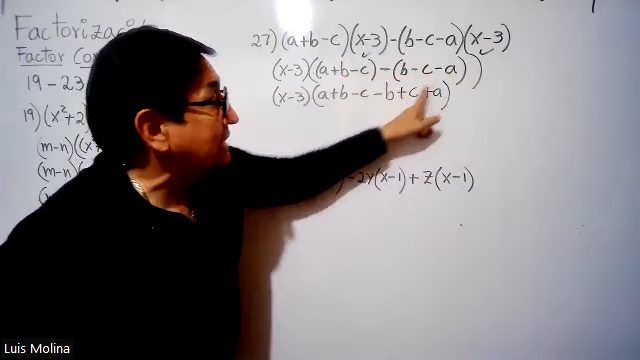 Factorizació
Factor Co
19 - 23
19) (x²+2
(m-n)(x
(m-n)(
27) (a+b-c)(x-3)-(b-c-a)(x-3)
(x-3)((a+b-c)-(b-c-a))
(x-3)(a+b-c-b+c+a)
-2y(x-1)+z(x-1)
Luis Molina